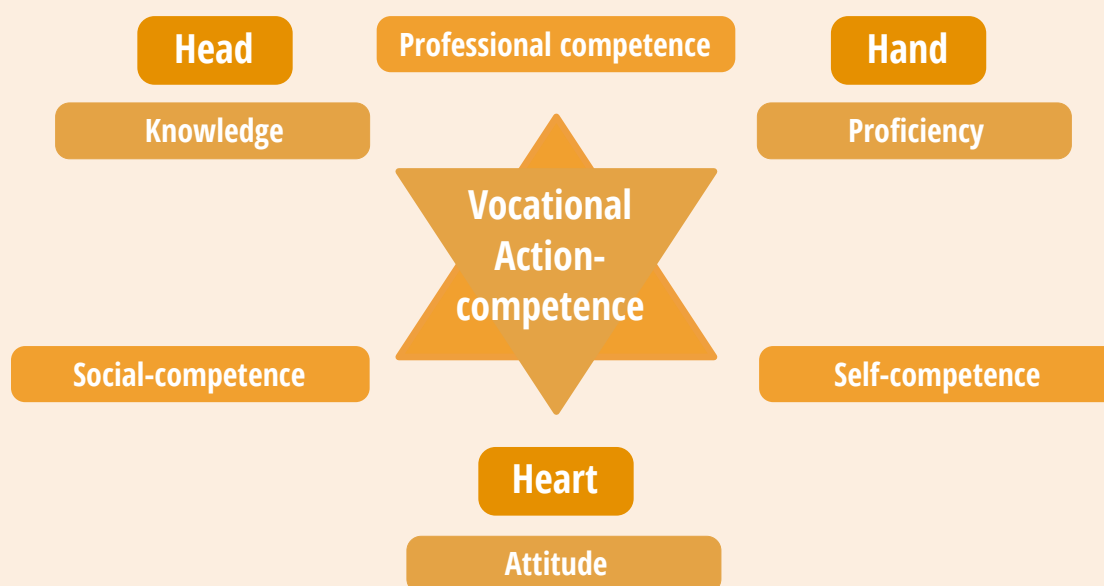 Head
Professional competence
Hand
Knowledge
Proficiency
Vocational
Action-
competence
Social-competence
Self-competence
Heart
Attitude